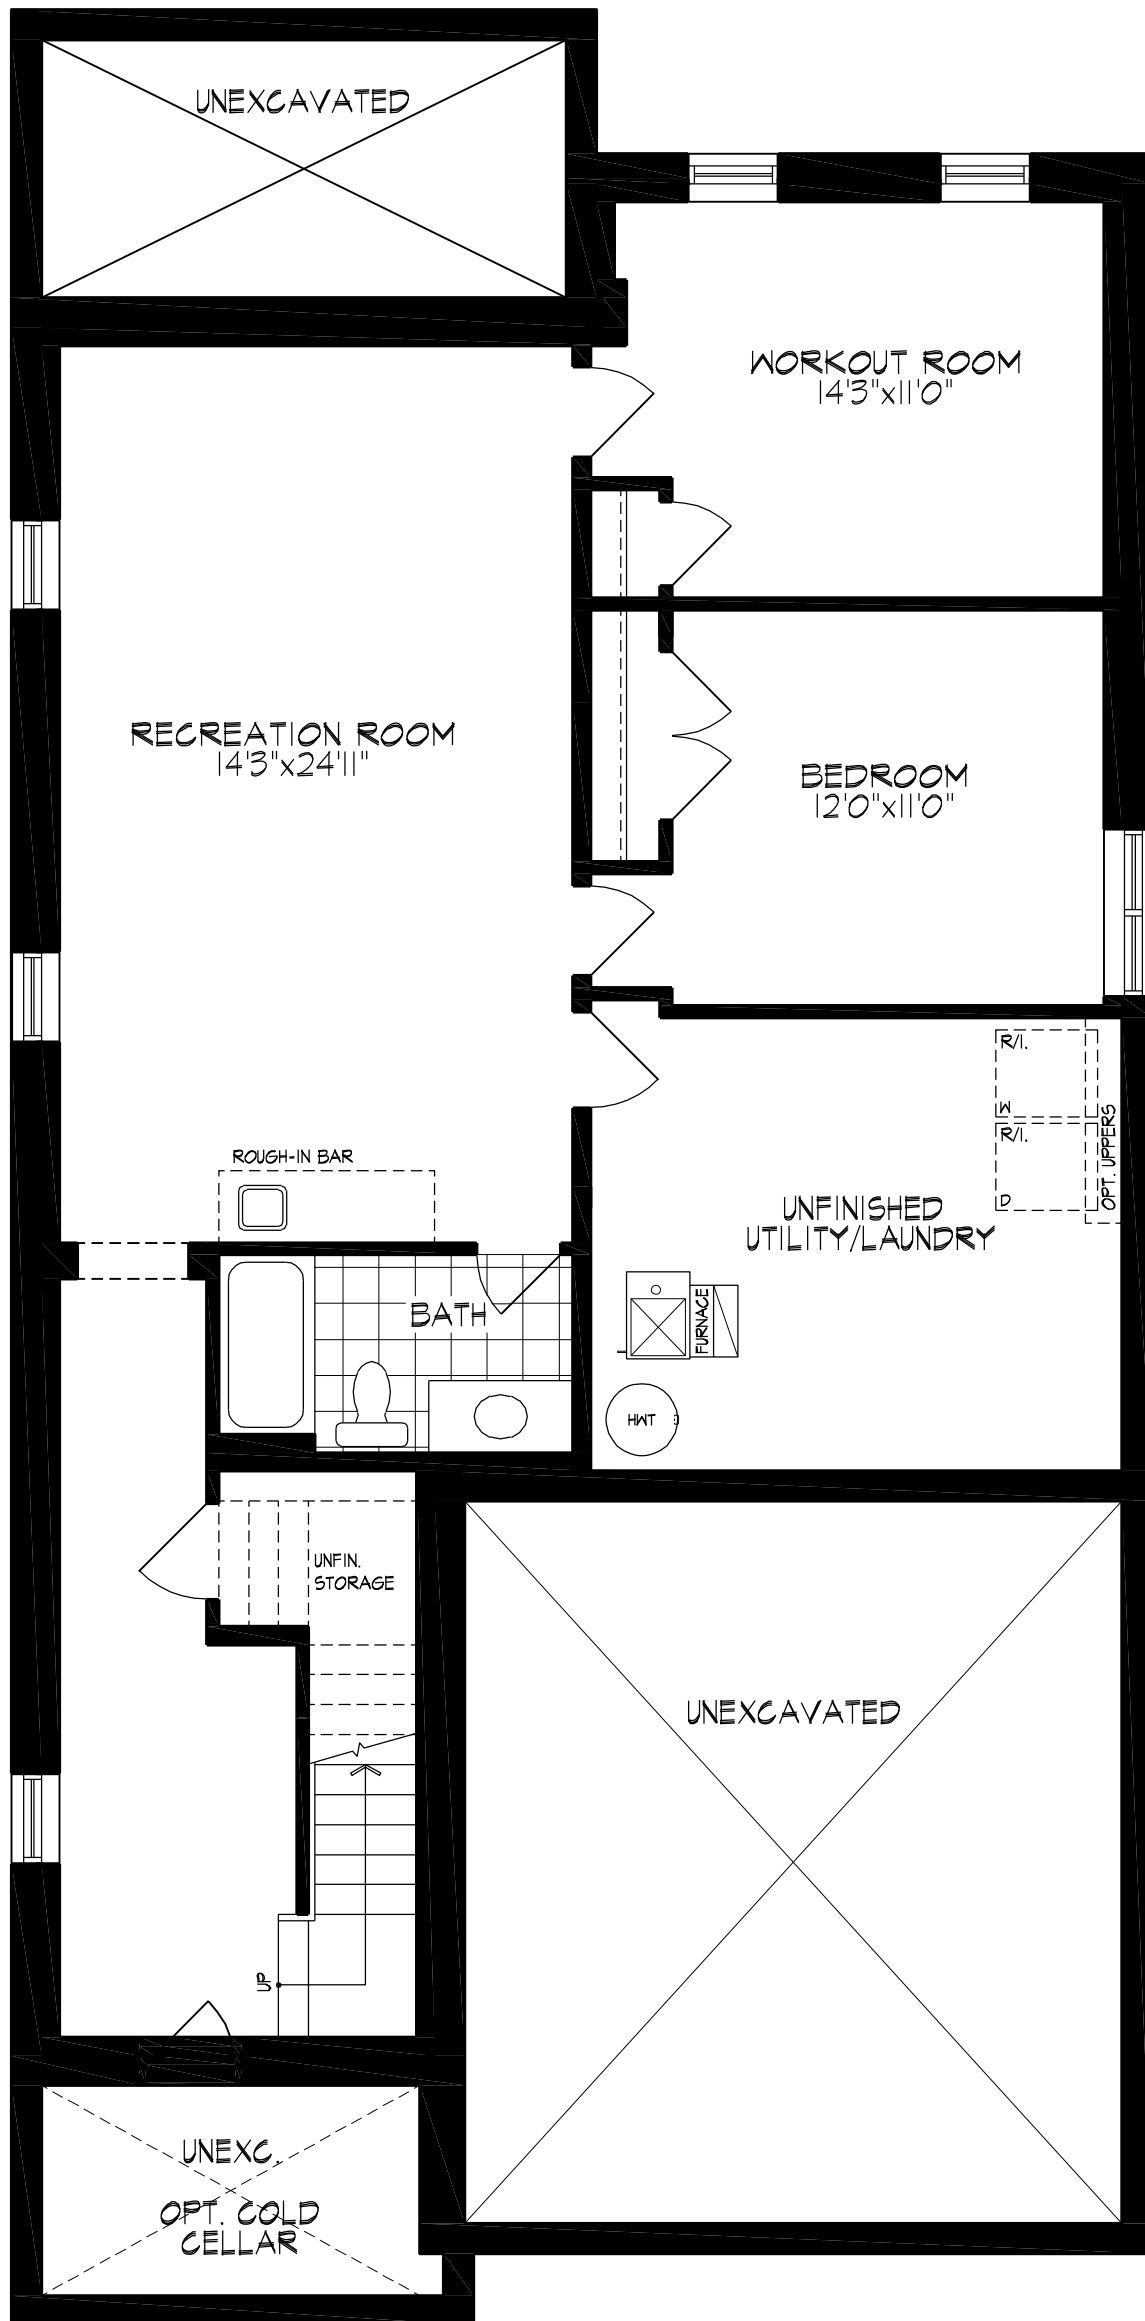 UNEXCAVATED
WORKOUT ROOM
14'3"x11'0"
RECREATION ROOM
14'3"x24'11"
BEDROOM
12'0"x11'0"
R/I.
W
R/I.
D
OPT. UPPERS
ROUGH-IN BAR
UNFINISHED
UTILITY/LAUNDRY
BATH
FURNACE
HWT
UNFIN.
STORAGE
UNEXCAVATED
UP
UNEXC.
OPT. COLD
CELLAR